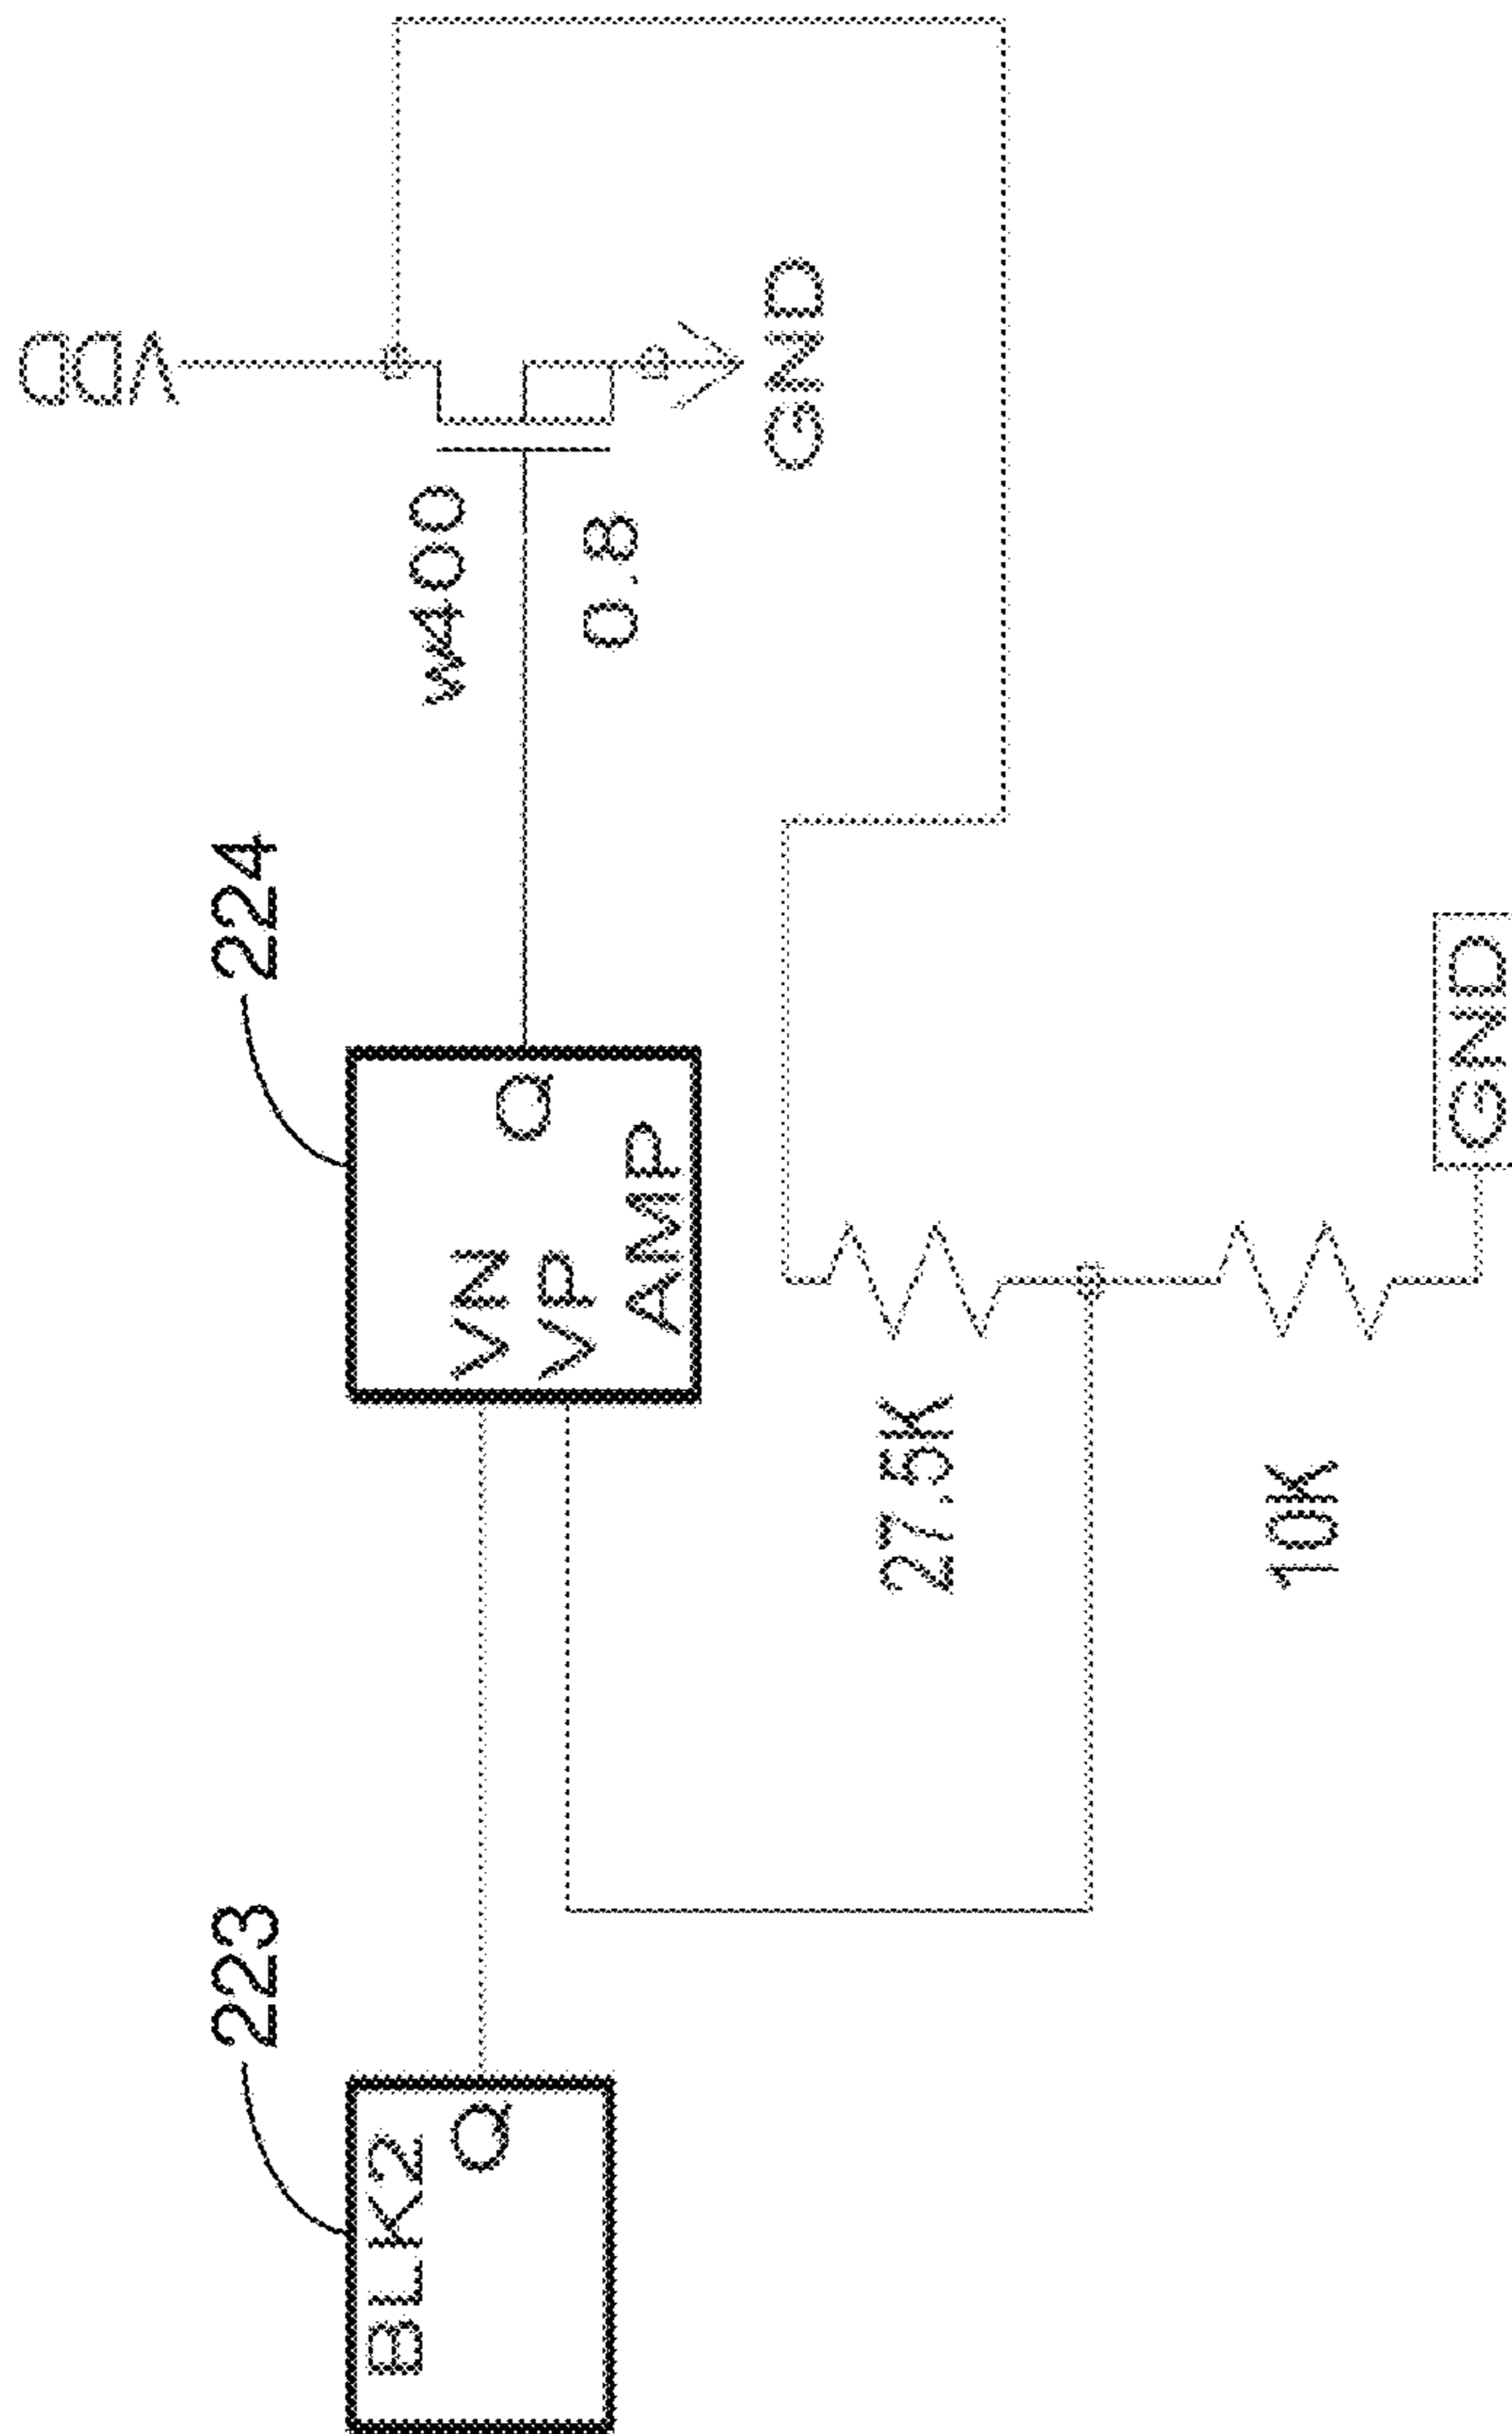 VDD
w400
0.8
GND
224
VN
VP
Q
AMP
27.5K
10K
GND
223
BLK2
Q